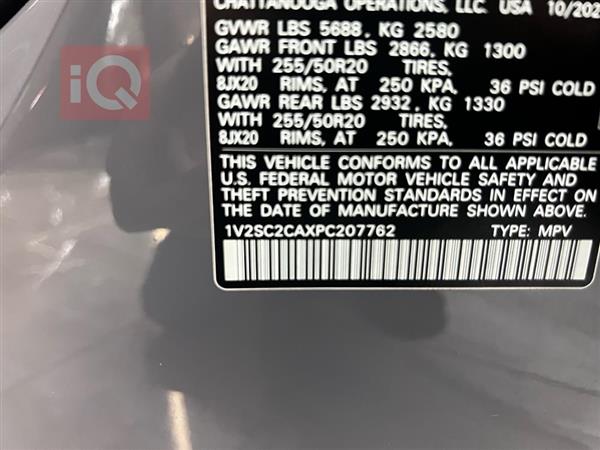 CHATTANOOGA OPERATIONS, LLC. USA 10/202
GVWR LBS 5688, KG 2580
GAWR FRONT LBS 2866, KG 1300
WITH 255/50R20 TIRES,
8JX20 RIMS, AT 250 KPA, 36 PSI COLD
GAWR REAR LBS 2932, KG 1330
WITH 255/50R20 TIRES,
8JX20 RIMS, AT 250 KPA, 36 PSI COLD
THIS VEHICLE CONFORMS TO ALL APPLICABLE
U.S. FEDERAL MOTOR VEHICLE SAFETY AND
THEFT PREVENTION STANDARDS IN EFFECT ON
THE DATE OF MANUFACTURE SHOWN ABOVE.
1V2SC2CAXPC207762 TYPE: MPV
iQ